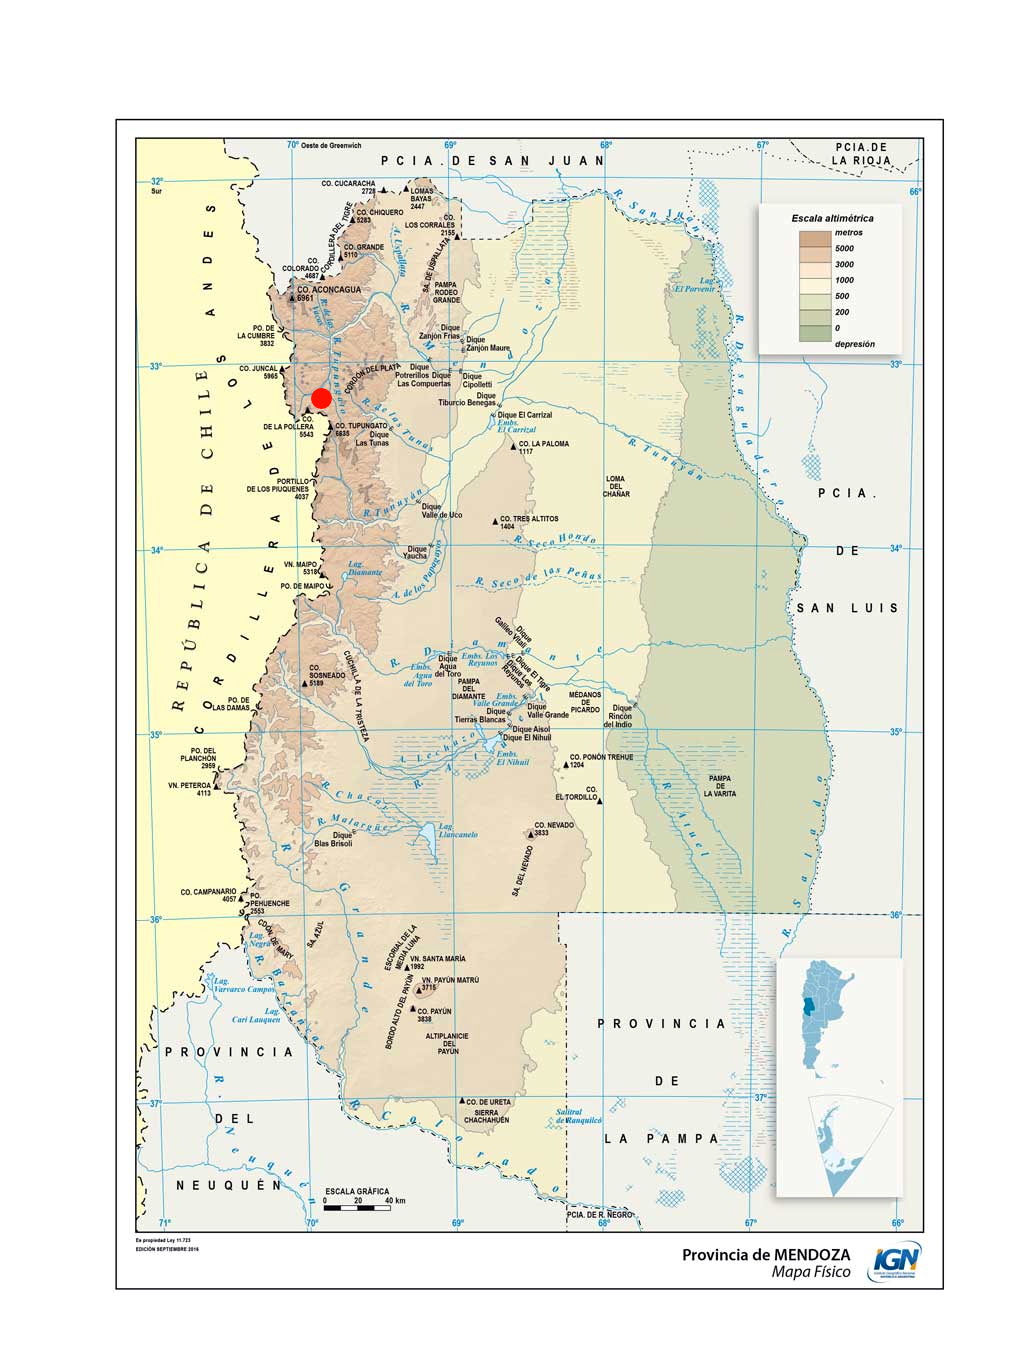 70° Oeste de Greenwich
69°
68°
67°
PCIA. DE SAN JUAN
PCIA. DE
LA RIOJA
32°
Sur
66°
CO. CUCARACHA
2728
LOMAS
BAYAS
2447
CO. CHIQUERO
5283
CORDILLERA DEL TIGRE
CO.
LOS CORRALES
2155
R. San Juan
CO. GRANDE
5110
A. Uspallata
SA. DE USPALLATA
CO.
COLORADO
4687
CO. ACONCAGUA
6961
PAMPA
RODEO
GRANDE
R. de las
Vacas
R. Mendoza
Lag.
El Porvenir
Escala altimétrica
metros
5000
3000
1000
500
200
0
depresión
PO. DE
LA CUMBRE
3832
Dique
Zanjón Frías
Dique
Zanjón Maure
R. Tupungato
R. Desaguadero
33°
33°
CO. JUNCAL
5965
CORDÓN DEL PLATA
Dique
Potrerillos
Dique
Las Compuertas
Dique
Cipolletti
Dique
Tiburcio Benegas
Dique El Carrizal
Embs.
El Carrizal
R. de las Tunas
CO.
DE LA POLLERA
5543
CO. TUPUNGATO
6635
Dique
Las Tunas
CO. LA PALOMA
1117
R. Tunuyán
LOMA
DEL
CHAÑAR
PORTILLO
DE LOS PIUQUENES
4037
R. Tunuyán
Dique
Valle de Uco
CO. TRES ALTITOS
1404
REPÚBLICA DE CHILE
CORDILLERA DE LOS ANDES
PCIA.
DE
SAN LUIS
34°
34°
Dique
Yaucha
R. Seco Hondo
VN. MAIPO
5318
PO. DE MAIPO
Lag.
Diamante
A. de los Papagayos
R. Seco de las Peñas
Dique
Galileo Vitali
R. Diamante
Dique El Tigre
Dique Los
Reyunos
Embs. Los
Reyunos
Dique
Agua
del Toro
Embs.
Agua
del Toro
CO.
SOSNEADO
5189
CUCHILLA DE LA TRISTEZA
PAMPA
DEL
DIAMANTE
Embs.
Valle Grande
Dique
Valle Grande
Dique
Tierras Blancas
MÉDANOS
DE
PICARDO
Dique
Rincón
del Indio
PO. DE
LAS DAMAS
Dique Aisol
Dique El Nihuil
Embs.
El Nihuil
35°
35°
PO. DEL
PLANCHÓN
2959
A. Lechuzo
R. Atuel
CO. PONÓN TREHUE
1204
VN. PETEROA
4113
R. Chacay
CO.
EL TORDILLO
PAMPA
DE
LA VARITA
R. Atuel
R. Malargüe
Dique
Blas Brisoli
Lag.
Llancanelo
CO. NEVADO
3833
SA. DEL NEVADO
R. Salado
R. Grande
CO. CAMPANARIO
4057
PO.
PEHUENCHE
2553
36°
36°
CDÓN. DE MARY
SA. AZUL
Lag.
Negra
R. Barrancas
ESCORIAL DE LA
MEDIA LUNA
VN. SANTA MARÍA
1992
VN. PAYÚN MATRÚ
3715
CO. PAYÚN
3838
BORDO ALTO DEL PAYÚN
ALTIPLANICIE
DEL
PAYÚN
Lag.
Varvarco Campos
Lag.
Cari Lauquen
PROVINCIA
DEL
NEUQUÉN
R. Neuquén
PROVINCIA
DE
LA PAMPA
37°
37°
CO. DE URETA
SIERRA
CHACHAHUÉN
R. Colorado
Salitral
de Ranquilcó
ESCALA GRÁFICA
0 20 40 km
PCIA. DE R. NEGRO
71°
70°
69°
68°
67°
66°
Es propiedad Ley 11.723
EDICIÓN SEPTIEMBRE 2016
Provincia de MENDOZA
Mapa Físico
IGN